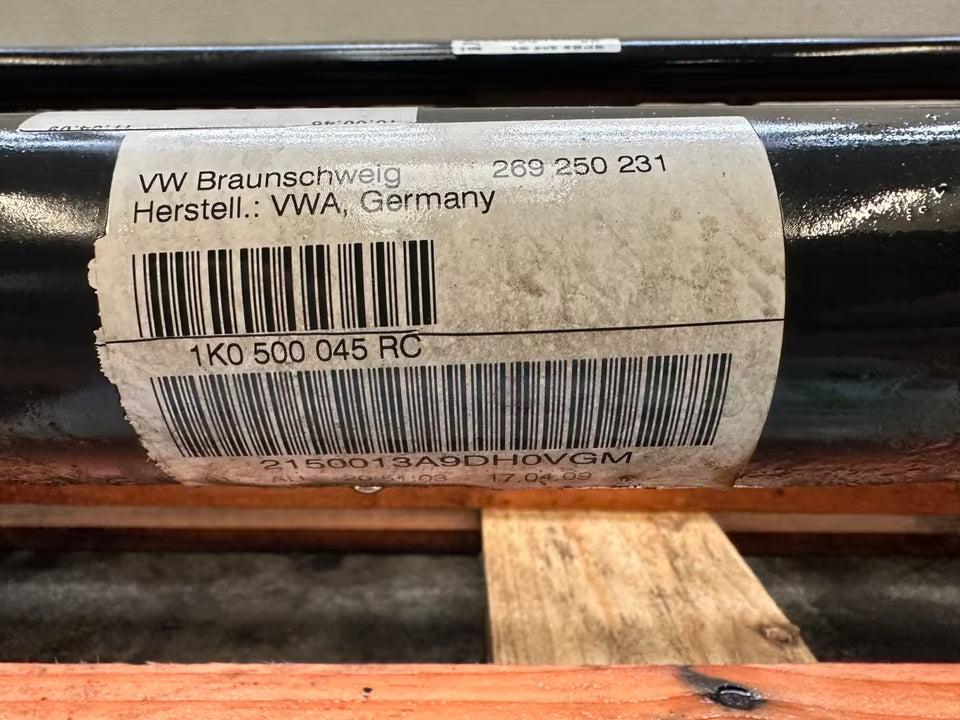 VW Braunschweig 269 250 231
Herstell.: VWA, Germany
1K0 500 045 RC
2150013A9DH0VGM
17.04.09